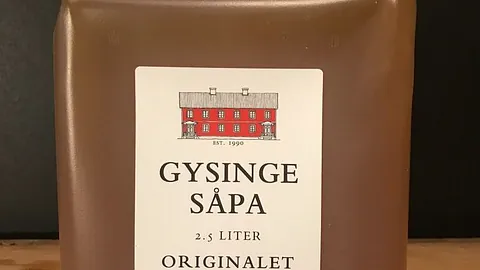 EST. 1990
GYSINGE
SÅPA
2.5 LITER
ORIGINALET